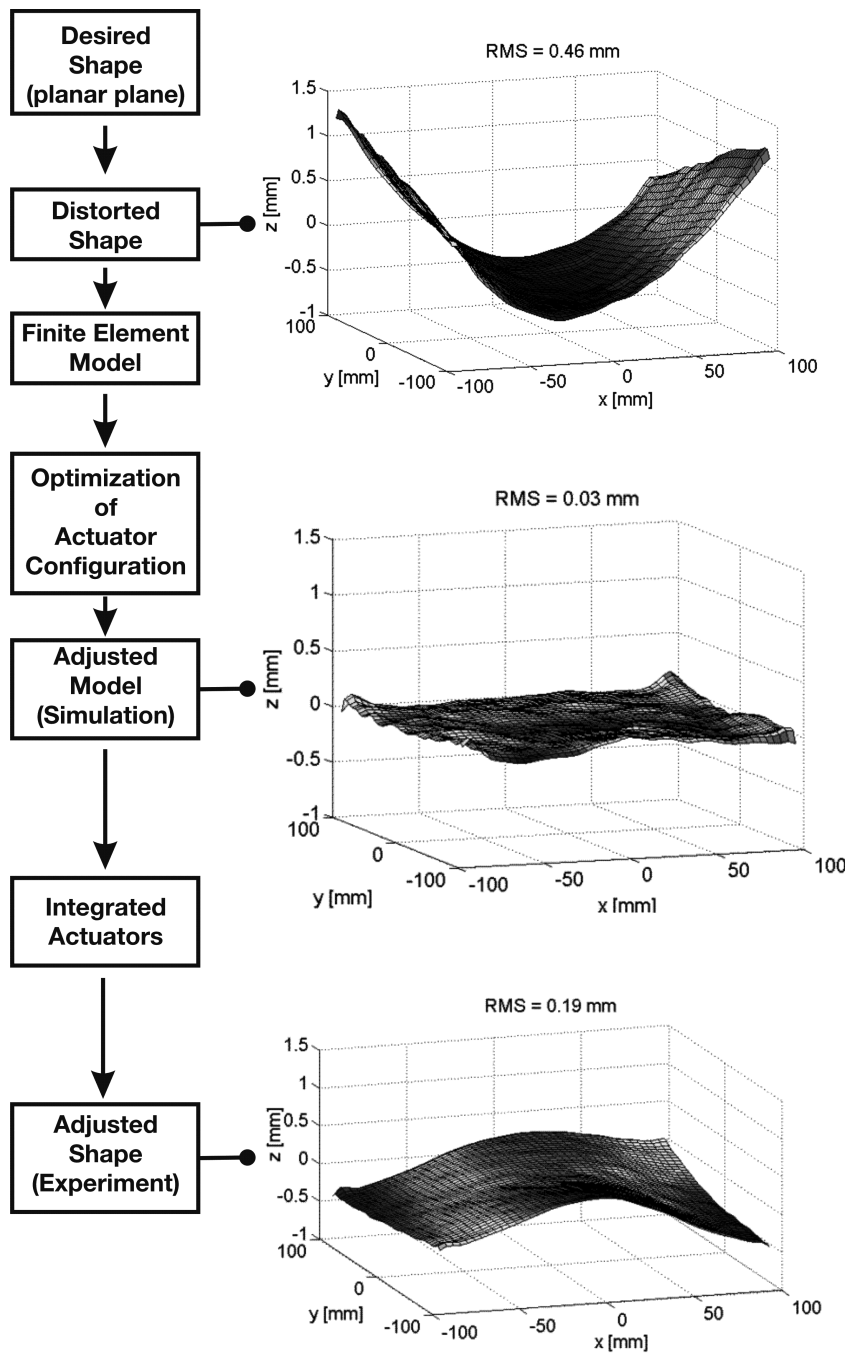 Desired
Shape
(planar plane)
Distorted
Shape
Finite Element
Model
Optimization
of
Actuator
Configuration
Adjusted
Model
(Simulation)
Integrated
Actuators
Adjusted
Shape
(Experiment)
RMS = 0.46 mm
1.5
1
0.5
0
-0.5
-1
z [mm]
100
0
-100
y [mm]
-100
-50
0
50
100
x [mm]
RMS = 0.03 mm
1.5
1
0.5
0
-0.5
-1
z [mm]
100
0
-100
y [mm]
-100
-50
0
50
100
x [mm]
RMS = 0.19 mm
1.5
1
0.5
0
-0.5
-1
z [mm]
100
0
-100
y [mm]
-100
-50
0
50
100
x [mm]